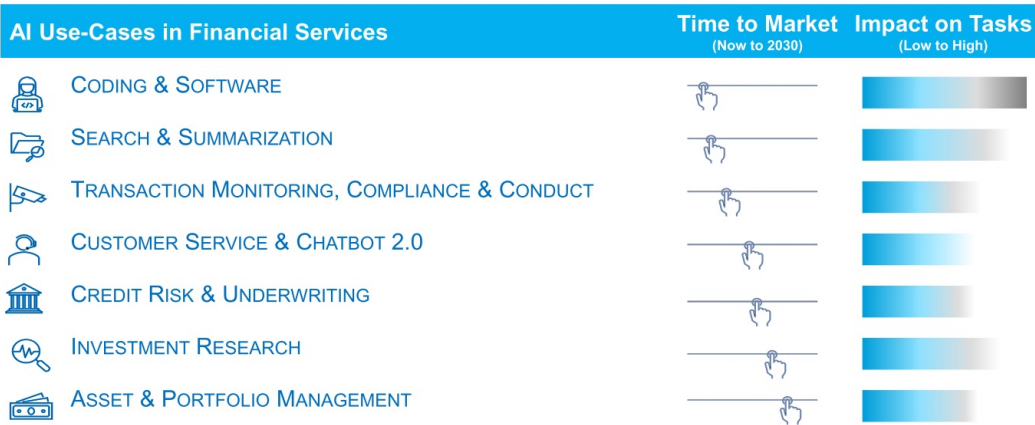 AI Use-Cases in Financial Services
Time to Market
(Now to 2030)
Impact on Tasks
(Low to High)
CODING & SOFTWARE
SEARCH & SUMMARIZATION
TRANSACTION MONITORING, COMPLIANCE & CONDUCT
CUSTOMER SERVICE & CHATBOT 2.0
CREDIT RISK & UNDERWRITING
INVESTMENT RESEARCH
ASSET & PORTFOLIO MANAGEMENT